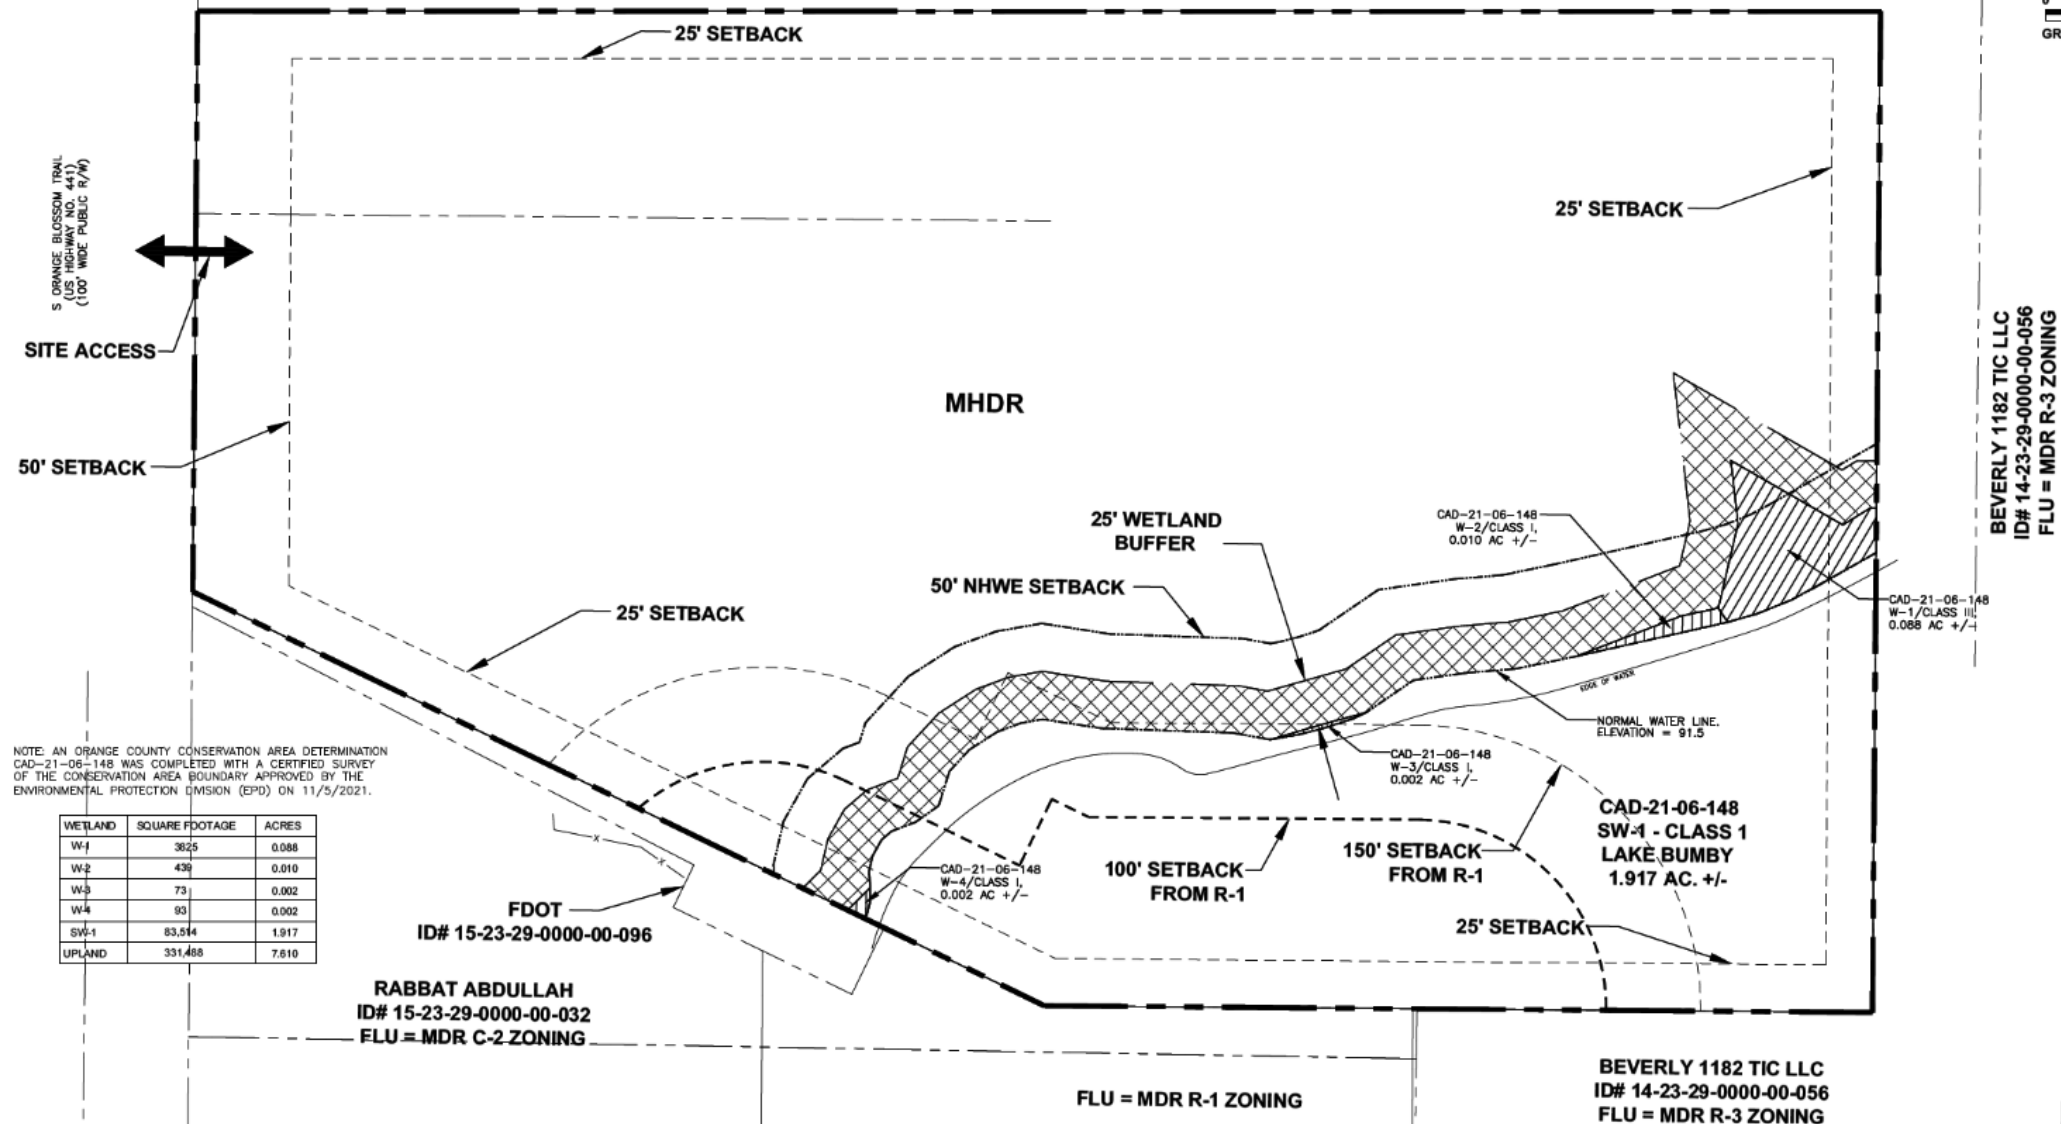 GR
25' SETBACK
S ORANGE BLOSSOM TRAIL
(US HIGHWAY NO. 441)
(100' WIDE PUBLIC R/W)
25' SETBACK
SITE ACCESS
MHDR
50' SETBACK
BEVERLY 1182 TIC LLC
ID# 14-23-29-0000-00-056
FLU = MDR R-3 ZONING
25' WETLAND
BUFFER
CAD-21-06-148
W-2/CLASS I,
0.010 AC +/-
50' NHWE SETBACK
25' SETBACK
CAD-21-06-148
W-1/CLASS III,
0.088 AC +/-
EDGE OF WATER
NORMAL WATER LINE,
ELEVATION = 91.5
NOTE: AN ORANGE COUNTY CONSERVATION AREA DETERMINATION
CAD-21-06-148 WAS COMPLETED WITH A CERTIFIED SURVEY
OF THE CONSERVATION AREA BOUNDARY APPROVED BY THE
ENVIRONMENTAL PROTECTION DIVISION (EPD) ON 11/5/2021.
CAD-21-06-148
W-3/CLASS I,
0.002 AC +/-
CAD-21-06-148
SW-1 - CLASS 1
LAKE BUMBY
1.917 AC. +/-
WETLAND SQUARE FOOTAGE ACRES
W-1 3825 0.088
W-2 439 0.010
W-3 73 0.002
W-4 93 0.002
SW-1 83,514 1.917
UPLAND 331,488 7.610
150' SETBACK
FROM R-1
100' SETBACK
FROM R-1
CAD-21-06-148
W-4/CLASS I,
0.002 AC +/-
FDOT
ID# 15-23-29-0000-00-096
25' SETBACK
RABBAT ABDULLAH
ID# 15-23-29-0000-00-032
FLU = MDR C-2 ZONING
FLU = MDR R-1 ZONING
BEVERLY 1182 TIC LLC
ID# 14-23-29-0000-00-056
FLU = MDR R-3 ZONING